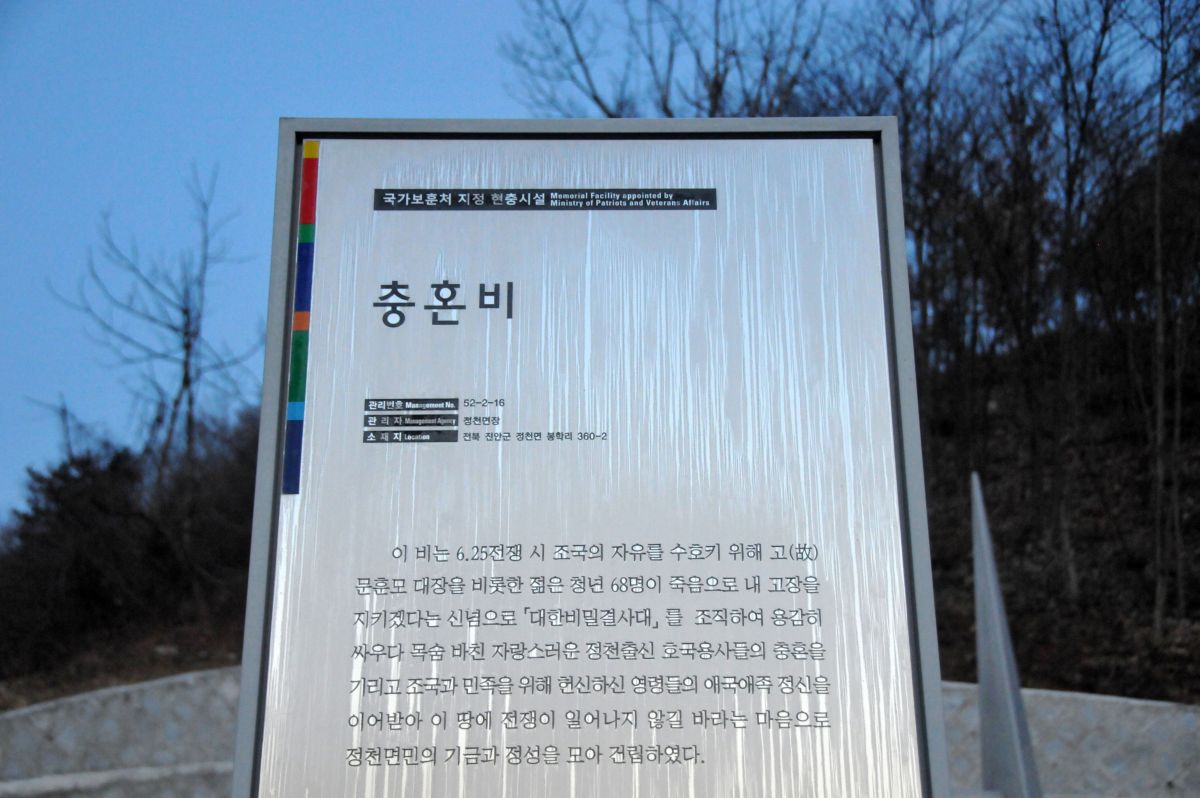 국가보훈처 지정 현충시설 Memorial Facility appointed by
Ministry of Patriots and Veterans Affairs
충혼비
관리번호 Management No. 52-2-16
관리자 Management Agency 정천면장
소재지 Location 전북 진안군 정천면 봉학리 360-2
이 비는 6.25전쟁 시 조국의 자유를 수호키 위해 고(故)
문훈모 대장을 비롯한 젊은 청년 68명이 죽음으로 내 고장을
지키겠다는 신념으로 「대한비밀결사대」를 조직하여 용감히
싸우다 목숨 바친 자랑스러운 정천출신 호국용사들의 충혼을
기리고 조국과 민족을 위해 헌신하신 영령들의 애국애족 정신을
이어받아 이 땅에 전쟁이 일어나지 않길 바라는 마음으로
정천면민의 기금과 정성을 모아 건립하였다.